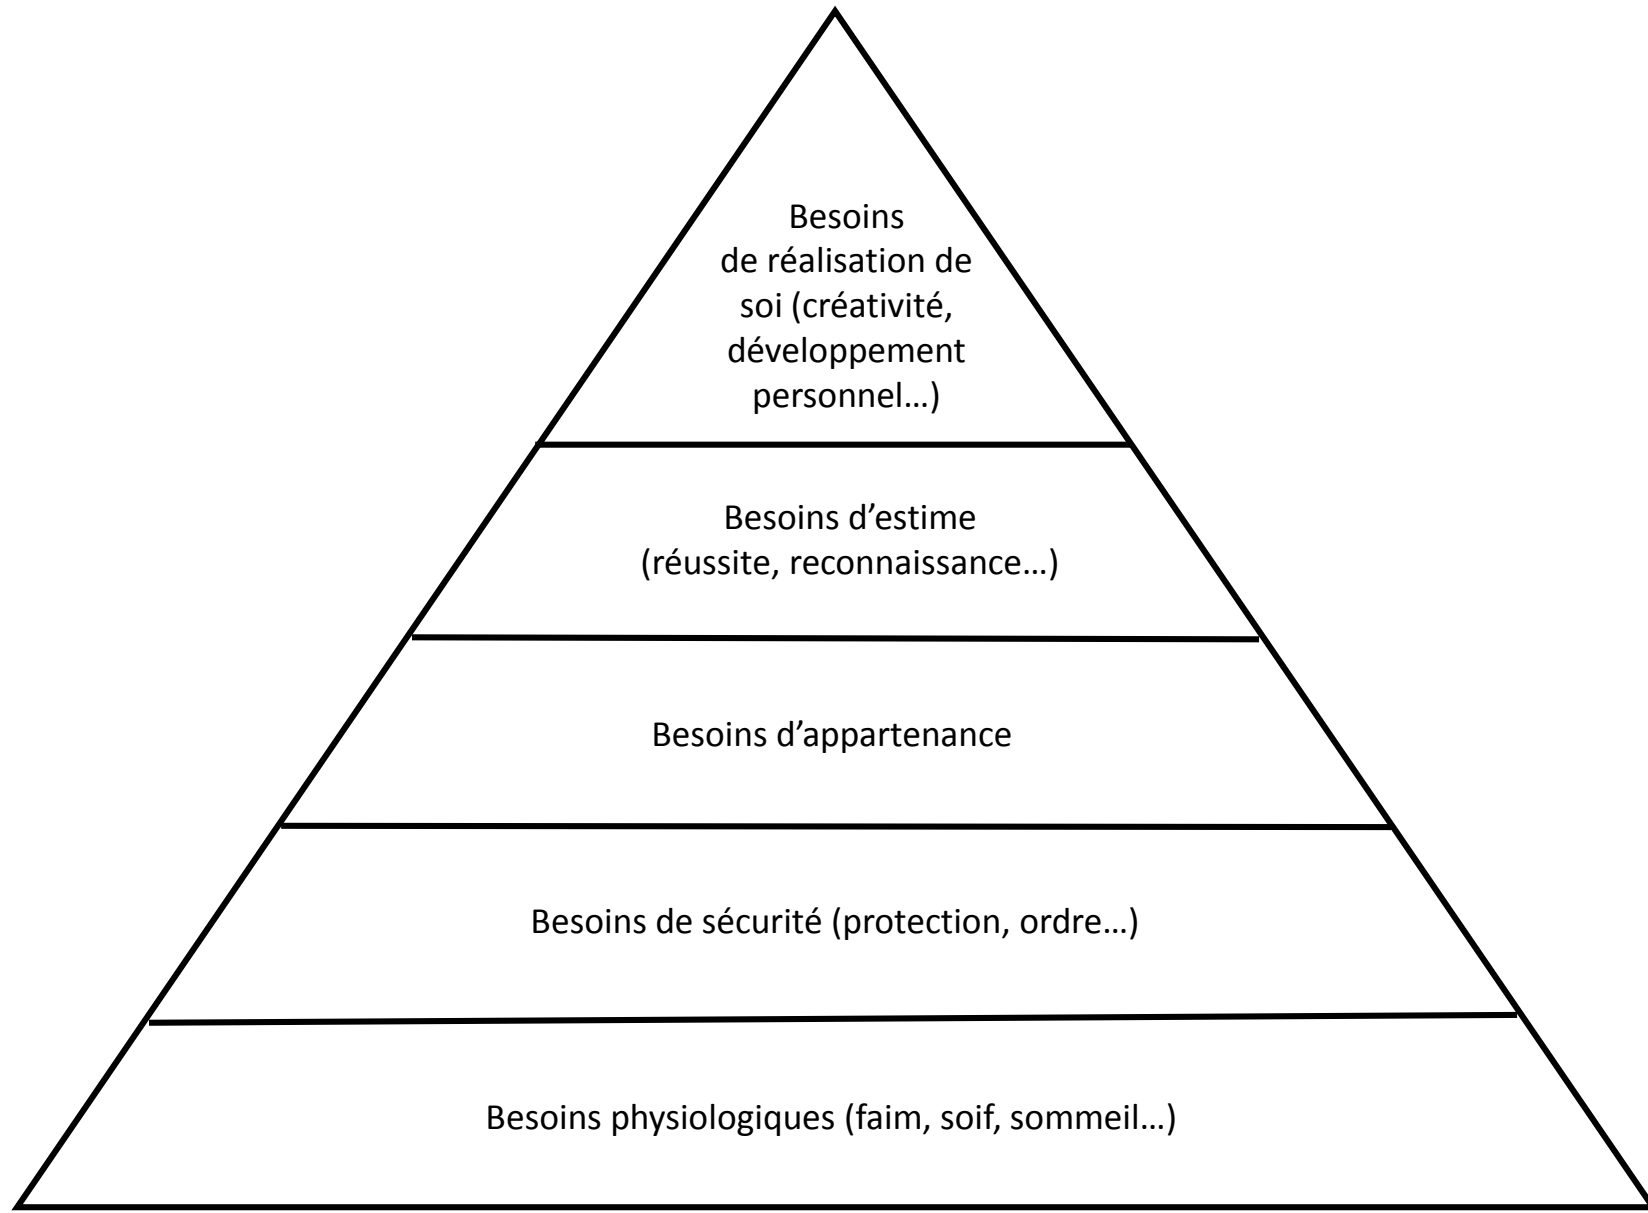 Besoins
de réalisation de
soi (créativité,
développement
personnel…)
Besoins d’estime
(réussite, reconnaissance…)
Besoins d’appartenance
Besoins de sécurité (protection, ordre…)
Besoins physiologiques (faim, soif, sommeil…)